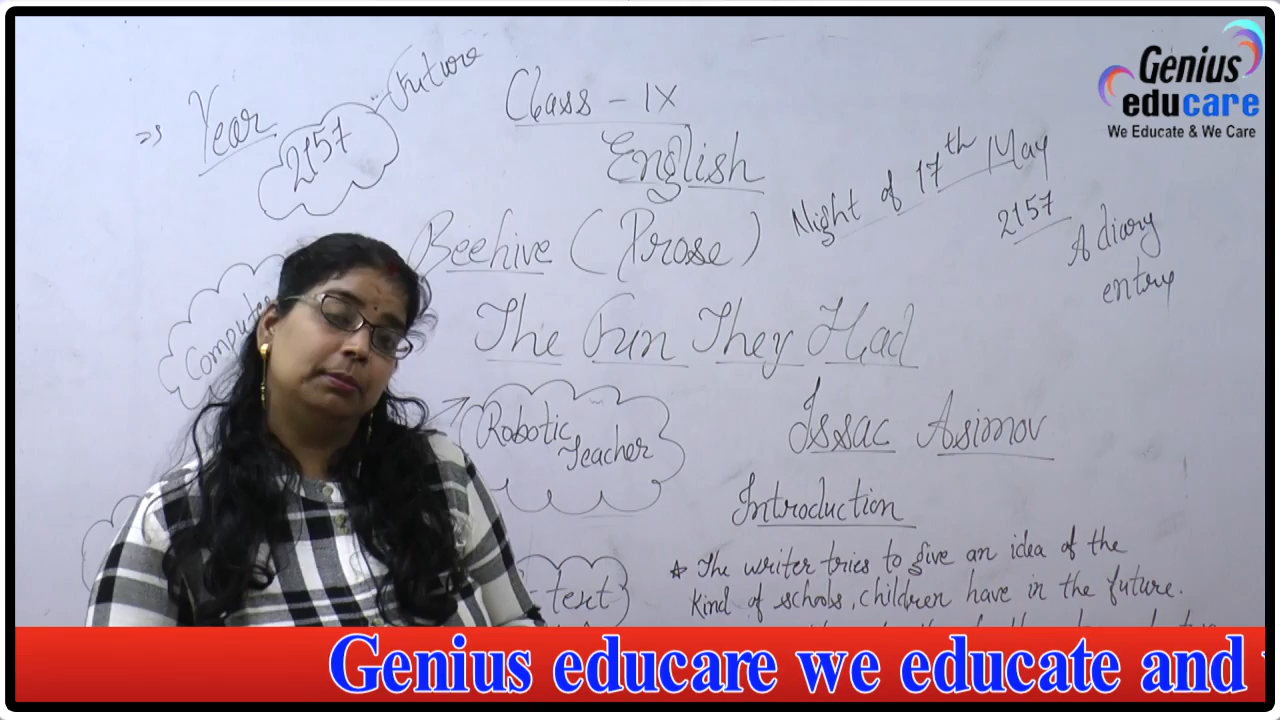 Genius
educare
We Educate & We Care
=> Year
2157
Future
Class - IX
English
Beehive (Prose)
Night of 17th May
2157
A diary
entry
The Fun They Had
Computer
Robotic
Teacher
Issac Asimov
Introduction
* The writer tries to give an idea of the
kind of schools, children have in the future.
-text
Genius educare we educate and